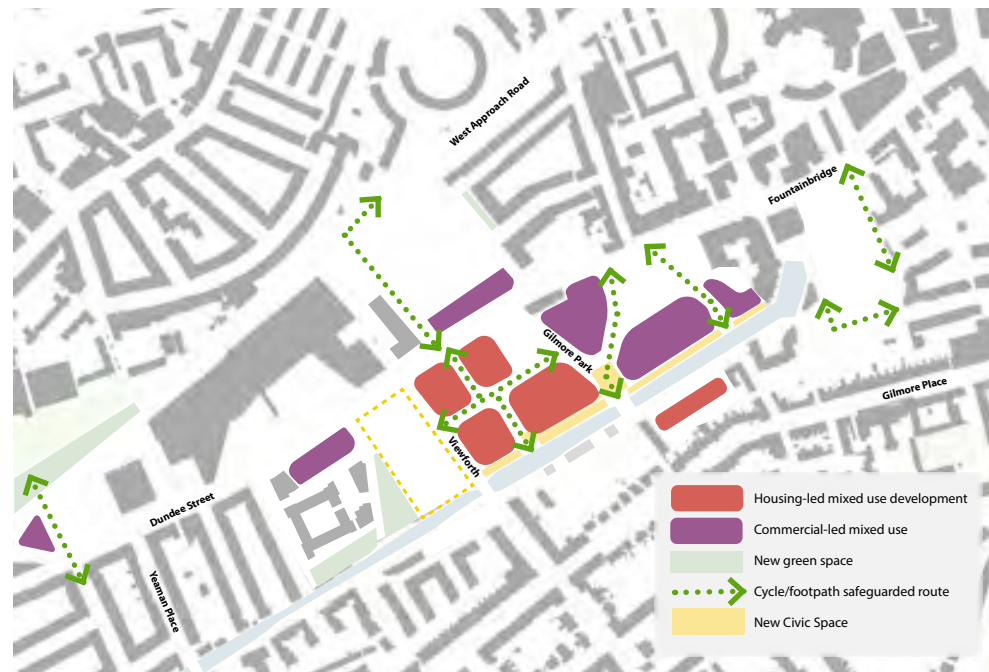 West Approach Road
Fountainbridge
Gilmore Park
Gilmore Place
Viewforth
Dundee Street
Yeaman Place
Housing-led mixed use development
Commercial-led mixed use
New green space
Cycle/footpath safeguarded route
New Civic Space